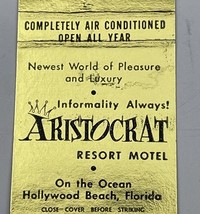 COMPLETELY AIR CONDITIONED
OPEN ALL YEAR
Newest World of Pleasure
and Luxury
• Informality Always!
ARISTOCRAT
RESORT MOTEL
•
On the Ocean
Hollywood Beach, Florida
CLOSE COVER BEFORE STRIKING